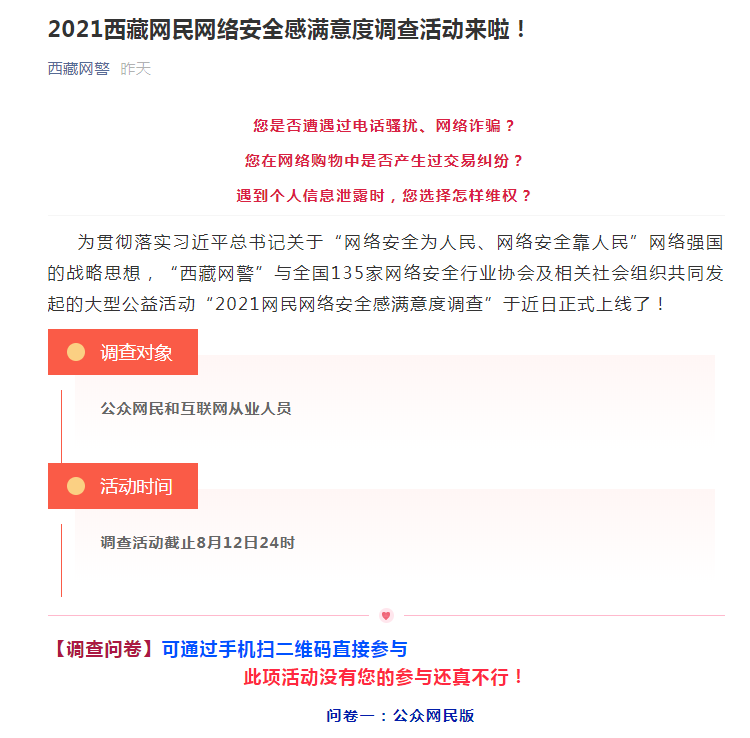 2021西藏网民网络安全感满意度调查活动来啦！
西藏网警 昨天
您是否遭遇过电话骚扰、网络诈骗？
您在网络购物中是否产生过交易纠纷？
遇到个人信息泄露时，您选择怎样维权？
为贯彻落实习近平总书记关于“网络安全为人民、网络安全靠人民”网络强国
的战略思想，“西藏网警”与全国135家网络安全行业协会及相关社会组织共同发
起的大型公益活动“2021网民网络安全感满意度调查”于近日正式上线了！
调查对象
公众网民和互联网从业人员
活动时间
调查活动截止8月12日24时
【调查问卷】可通过手机扫二维码直接参与
此项活动没有您的参与还真不行！
问卷一：公众网民版